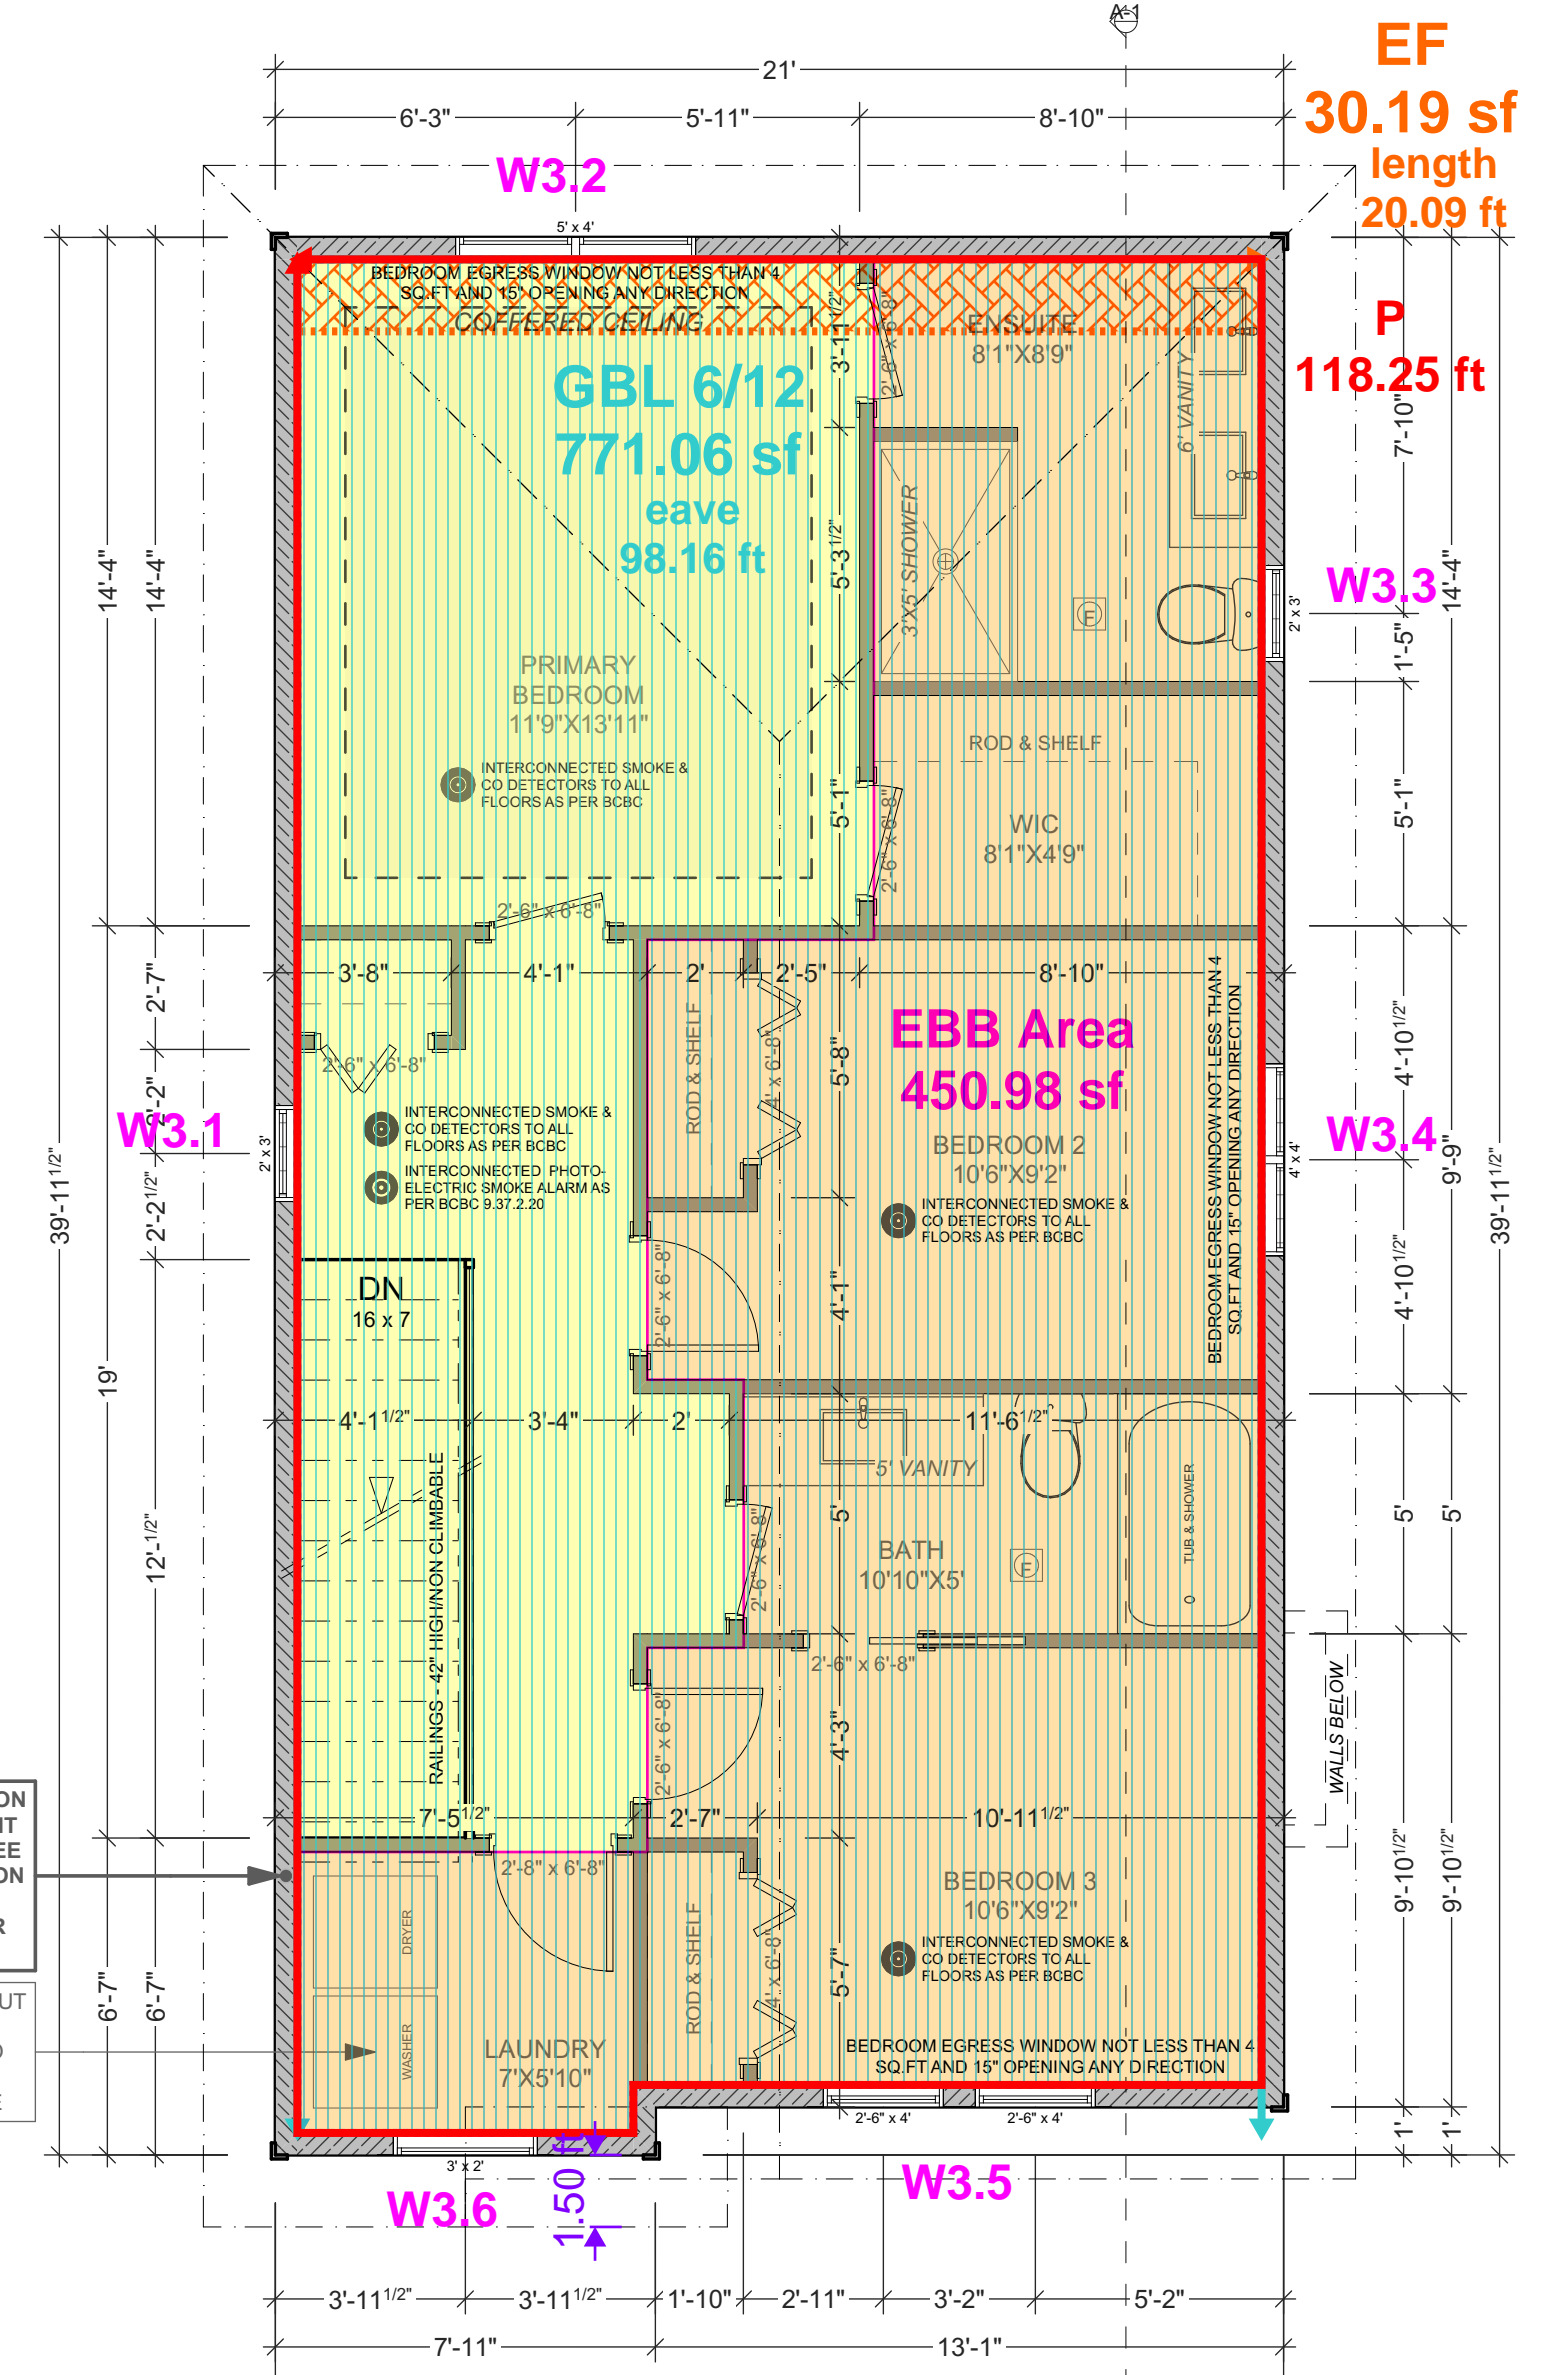 A-1
EF
30.19 sf
length
20.09 ft
21'
6'-3"
5'-11"
8'-10"
W3.2
5' x 4'
BEDROOM EGRESS WINDOW NOT LESS THAN 4
SQ.FT AND 15" OPENING ANY DIRECTION
COFFERED CEILING
GBL 6/12
771.06 sf
eave
98.16 ft
3'-11 1/2"
2'-6" x 6'-8"
ENSUITE
8'1"X8'9"
6' VANITY
P
118.25 ft
7'-10"
5'-3 1/2"
3'X5' SHOWER
F
W3.3
2' x 3'
1'-5"
14'-4"
14'-4"
14'-4"
PRIMARY
BEDROOM
11'9"X13'11"
INTERCONNECTED SMOKE &
CO DETECTORS TO ALL
FLOORS AS PER BCBC
5'-1"
2'-6" x 6'-8"
ROD & SHELF
WIC
8'1"X4'9"
5'-1"
2'-6" x 6'-8"
3'-8"
4'-1"
2'
2'-5"
8'-10"
2'-7"
2'-6" x 6'-8"
ROD & SHELF
4' x 6'-8"
5'-8"
EBB Area
450.98 sf
BEDROOM 2
10'6"X9'2"
INTERCONNECTED SMOKE &
CO DETECTORS TO ALL
FLOORS AS PER BCBC
BEDROOM EGRESS WINDOW NOT LESS THAN 4
SQ.FT AND 15" OPENING ANY DIRECTION
4'-10 1/2"
W3.4
4' x 4'
9'-9"
4'-10 1/2"
39'-11 1/2"
39'-11 1/2"
W3.1
2'-2"
2' x 3'
2'-2 1/2"
INTERCONNECTED SMOKE &
CO DETECTORS TO ALL
FLOORS AS PER BCBC
INTERCONNECTED PHOTO-
ELECTRIC SMOKE ALARM AS
PER BCBC 9.37.2.20
DN
16 x 7
2'-6" x 6'-8"
4'-1"
19'
4'-1 1/2"
3'-4"
2'
11'-6 1/2"
5' VANITY
12'-1/2"
RAILINGS - 42" HIGH/NON CLIMBABLE
2'-6" x 6'-8"
5'
BATH
10'10"X5'
F
TUB & SHOWER
5'
5'
2'-6" x 6'-8"
2'-6" x 6'-8"
4'-3"
WALLS BELOW
7'-5 1/2"
2'-7"
10'-11 1/2"
ON
IT
EE
ON
R
2'-8" x 6'-8"
BEDROOM 3
10'6"X9'2"
INTERCONNECTED SMOKE &
CO DETECTORS TO ALL
FLOORS AS PER BCBC
9'-10 1/2"
9'-10 1/2"
DRYER
WASHER
ROD & SHELF
4' x 6'-8"
5'-7"
6'-7"
6'-7"
UT
LAUNDRY
7'X5'10"
BEDROOM EGRESS WINDOW NOT LESS THAN 4
SQ.FT AND 15" OPENING ANY DIRECTION
2'-6" x 4'
2'-6" x 4'
1'
1'
3' x 2'
1.50 ft
W3.6
W3.5
3'-11 1/2"
3'-11 1/2"
1'-10"
2'-11"
3'-2"
5'-2"
7'-11"
13'-1"